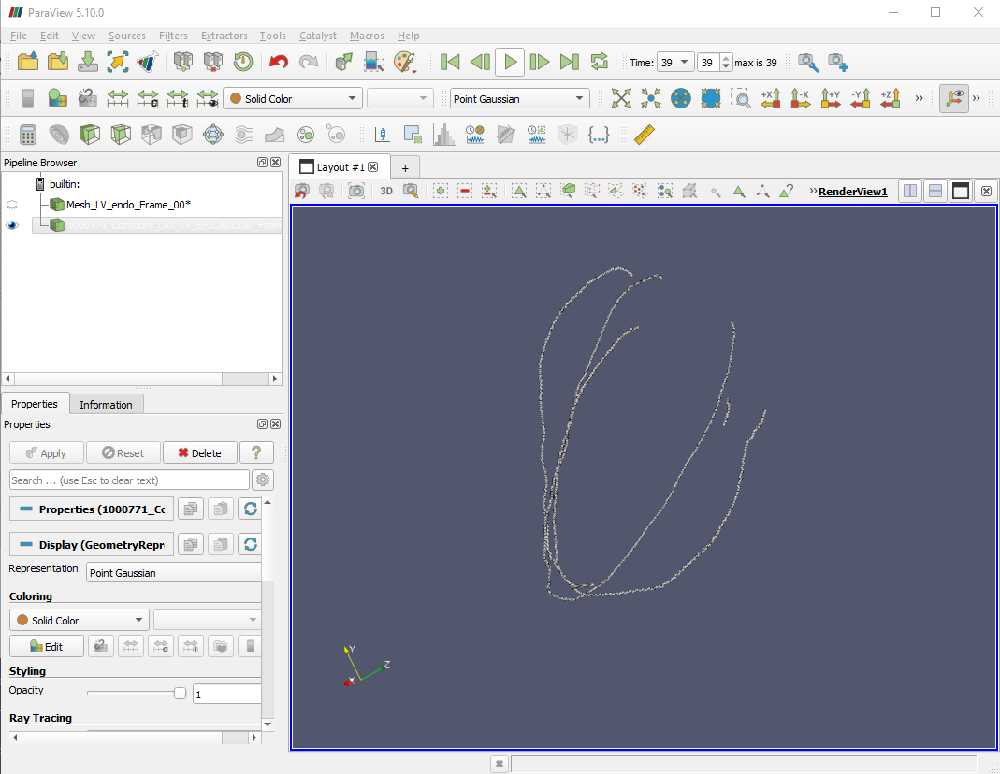 ParaView 5.10.0
File Edit View Sources Filters Extractors Tools Catalyst Macros Help
Time: 39 39 max is 39
Solid Color Point Gaussian +X -X +Y -Y +Z »»
Pipeline Browser
builtin:
Mesh_LV_endo_Frame_00*
1000771_Contours_LAX_LV_EPICARDIAL_Fram
Layout #1 +
3D »RenderView1
Properties Information
Properties
Apply Reset Delete ?
Search ... (use Esc to clear text)
Properties (1000771_Cc
Display (GeometryRepr
Representation Point Gaussian
Coloring
Solid Color
Edit
Styling
Opacity 1
Ray Tracing
Y
Z
X